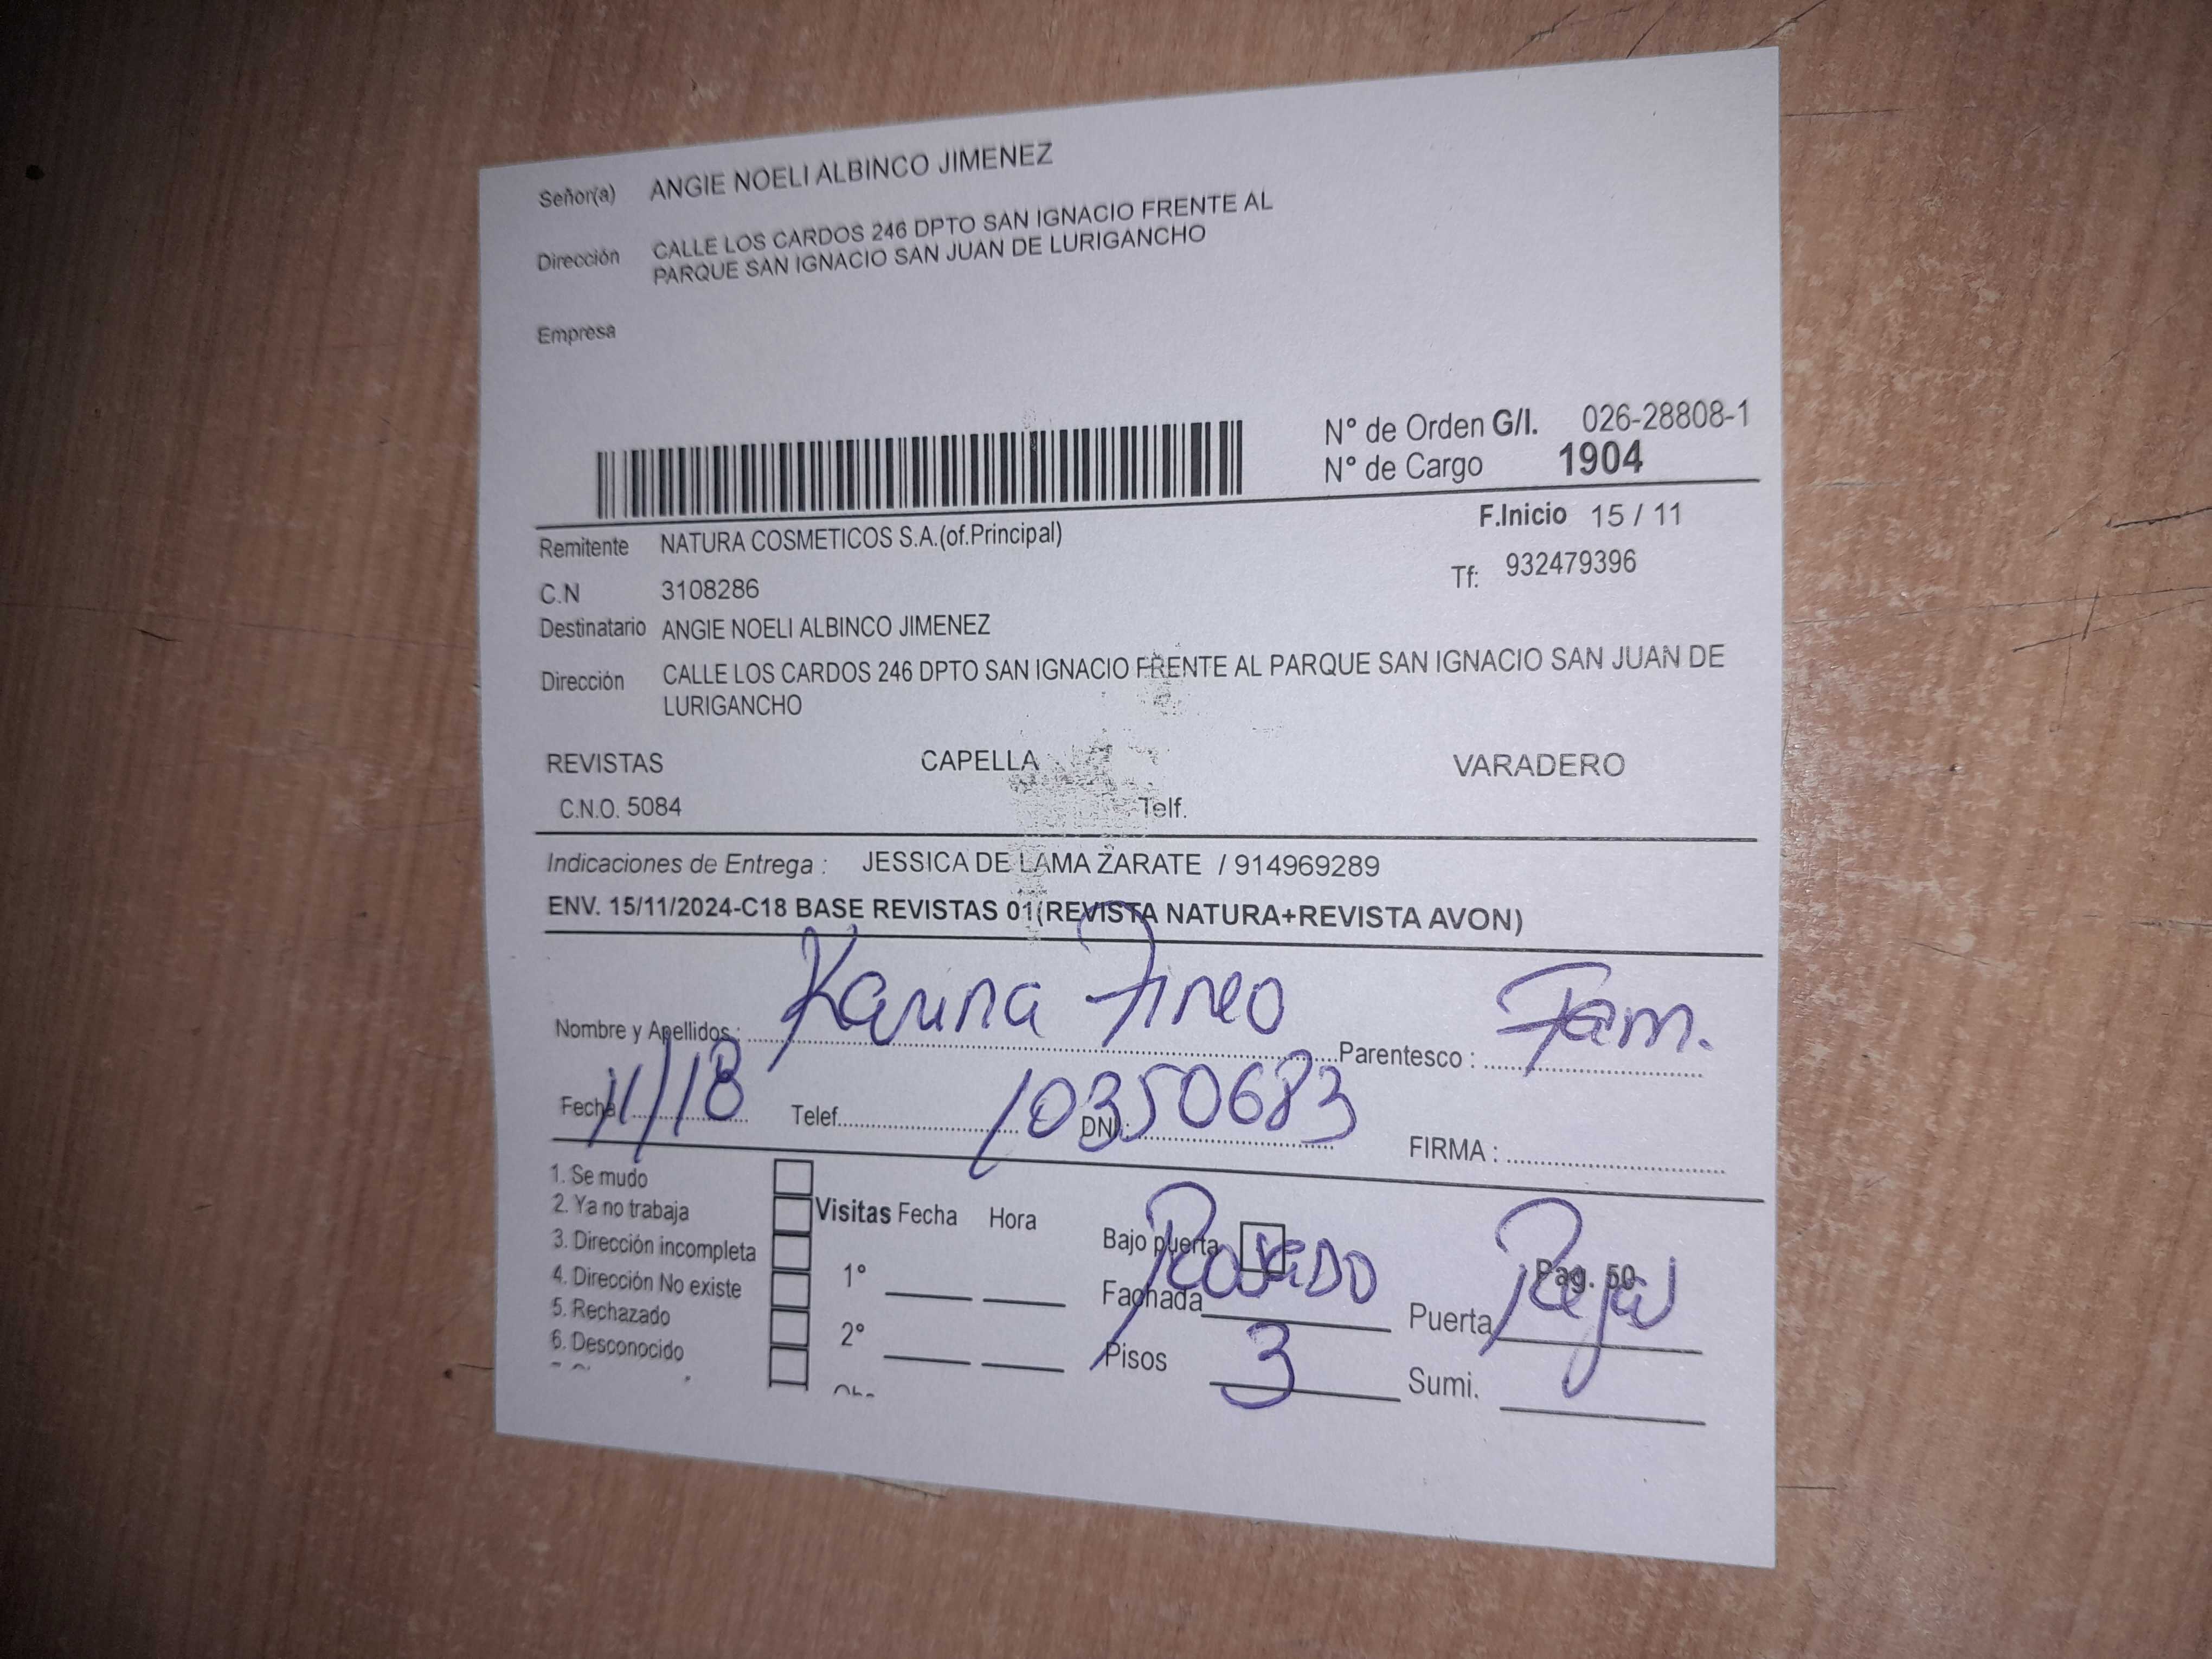 Señor(a) ANGIE NOELI ALBINCO JIMENEZ
Dirección CALLE LOS CARDOS 246 DPTO SAN IGNACIO FRENTE AL
PARQUE SAN IGNACIO SAN JUAN DE LURIGANCHO
Empresa
N° de Orden G/I. 026-28808-1
N° de Cargo 1904
F.Inicio 15 / 11
Remitente NATURA COSMETICOS S.A.(of.Principal)
Tf: 932479396
C.N 3108286
Destinatario ANGIE NOELI ALBINCO JIMENEZ
Dirección CALLE LOS CARDOS 246 DPTO SAN IGNACIO FRENTE AL PARQUE SAN IGNACIO SAN JUAN DE
LURIGANCHO
REVISTAS CAPELLA VARADERO
C.N.O. 5084 Telf.
Indicaciones de Entrega : JESSICA DE LAMA ZARATE / 914969289
ENV. 15/11/2024-C18 BASE REVISTAS 01(REVISTA NATURA+REVISTA AVON)
Nombre y Apellidos : Karina Parentesco : Fam.
Fecha 11/18 Telef. DNI: 10350683 FIRMA :
1. Se mudo
2. Ya no trabaja
3. Dirección incompleta
4. Dirección No existe
5. Rechazado
6. Desconocido
Visitas Fecha Hora
1°
2°
Bajo puerta
Pag. 50
Fachada Rosado Puerta Reja
Pisos 3 Sumi.